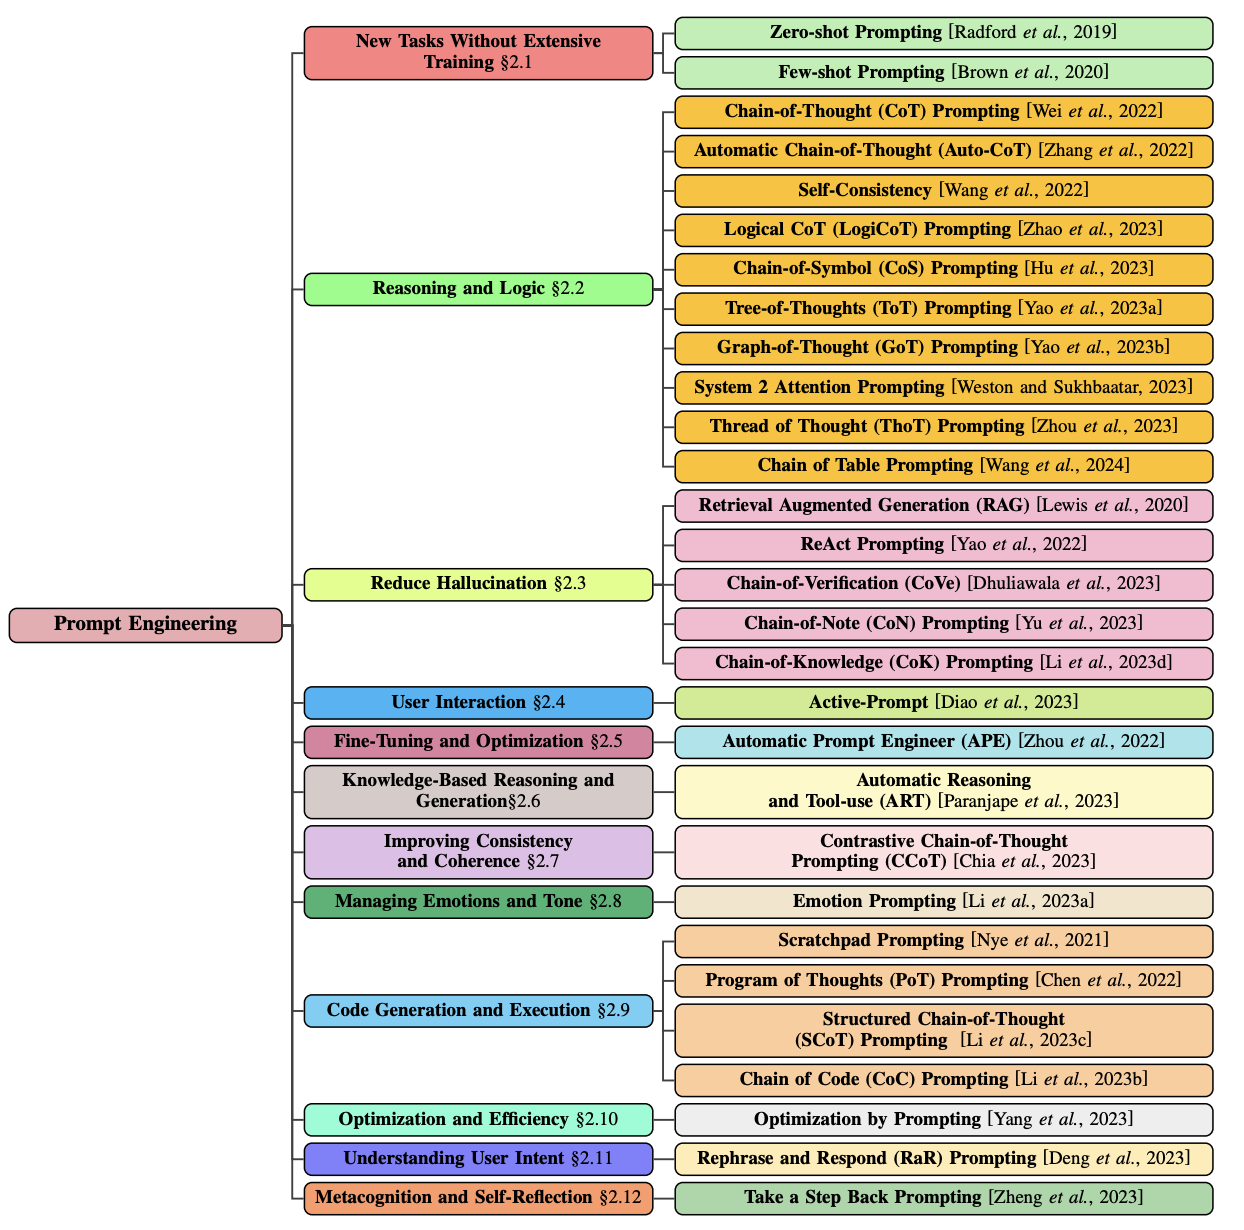 Prompt Engineering
New Tasks Without Extensive
Training §2.1
Zero-shot Prompting [Radford et al., 2019]
Few-shot Prompting [Brown et al., 2020]
Reasoning and Logic §2.2
Chain-of-Thought (CoT) Prompting [Wei et al., 2022]
Automatic Chain-of-Thought (Auto-CoT) [Zhang et al., 2022]
Self-Consistency [Wang et al., 2022]
Logical CoT (LogiCoT) Prompting [Zhao et al., 2023]
Chain-of-Symbol (CoS) Prompting [Hu et al., 2023]
Tree-of-Thoughts (ToT) Prompting [Yao et al., 2023a]
Graph-of-Thought (GoT) Prompting [Yao et al., 2023b]
System 2 Attention Prompting [Weston and Sukhbaatar, 2023]
Thread of Thought (ThoT) Prompting [Zhou et al., 2023]
Chain of Table Prompting [Wang et al., 2024]
Reduce Hallucination §2.3
Retrieval Augmented Generation (RAG) [Lewis et al., 2020]
ReAct Prompting [Yao et al., 2022]
Chain-of-Verification (CoVe) [Dhuliawala et al., 2023]
Chain-of-Note (CoN) Prompting [Yu et al., 2023]
Chain-of-Knowledge (CoK) Prompting [Li et al., 2023d]
User Interaction §2.4
Active-Prompt [Diao et al., 2023]
Fine-Tuning and Optimization §2.5
Automatic Prompt Engineer (APE) [Zhou et al., 2022]
Knowledge-Based Reasoning and
Generation§2.6
Automatic Reasoning
and Tool-use (ART) [Paranjape et al., 2023]
Improving Consistency
and Coherence §2.7
Contrastive Chain-of-Thought
Prompting (CCoT) [Chia et al., 2023]
Managing Emotions and Tone §2.8
Emotion Prompting [Li et al., 2023a]
Code Generation and Execution §2.9
Scratchpad Prompting [Nye et al., 2021]
Program of Thoughts (PoT) Prompting [Chen et al., 2022]
Structured Chain-of-Thought
(SCoT) Prompting [Li et al., 2023c]
Chain of Code (CoC) Prompting [Li et al., 2023b]
Optimization and Efficiency §2.10
Optimization by Prompting [Yang et al., 2023]
Understanding User Intent §2.11
Rephrase and Respond (RaR) Prompting [Deng et al., 2023]
Metacognition and Self-Reflection §2.12
Take a Step Back Prompting [Zheng et al., 2023]